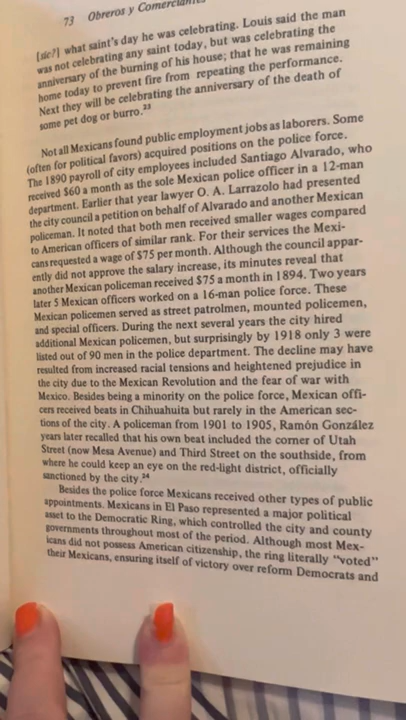 73 Obreros y Comerciantes
[sic?] what saint's day he was celebrating. Louis said the man
was not celebrating any saint today, but was celebrating the
anniversary of the burning of his house; that he was remaining
home today to prevent fire from repeating the performance.
Next they will be celebrating the anniversary of the death of
some pet dog or burro.23
Not all Mexicans found public employment jobs as laborers. Some
(often for political favors) acquired positions on the police force.
The 1890 payroll of city employees included Santiago Alvarado, who
received $60 a month as the sole Mexican police officer in a 12-man
department. Earlier that year lawyer O. A. Larrazolo had presented
the city council a petition on behalf of Alvarado and another Mexican
policeman. It noted that both men received smaller wages compared
to American officers of similar rank. For their services the Mexi-
cans requested a wage of $75 per month. Although the council appar-
ently did not approve the salary increase, its minutes reveal that
another Mexican policeman received $75 a month in 1894. Two years
later 5 Mexican officers worked on a 16-man police force. These
Mexican policemen served as street patrolmen, mounted policemen,
and special officers. During the next several years the city hired
additional Mexican policemen, but surprisingly by 1918 only 3 were
listed out of 90 men in the police department. The decline may have
resulted from increased racial tensions and heightened prejudice in
the city due to the Mexican Revolution and the fear of war with
Mexico. Besides being a minority on the police force, Mexican offi-
cers received beats in Chihuahuita but rarely in the American sec-
tions of the city. A policeman from 1901 to 1905, Ramón González
years later recalled that his own beat included the corner of Utah
Street (now Mesa Avenue) and Third Street on the southside, from
where he could keep an eye on the red-light district, officially
sanctioned by the city.24
Besides the police force Mexicans received other types of public
appointments. Mexicans in El Paso represented a major political
asset to the Democratic Ring, which controlled the city and county
governments throughout most of the period. Although most Mex-
icans did not possess American citizenship, the ring literally "voted"
their Mexicans, ensuring itself of victory over reform Democrats and